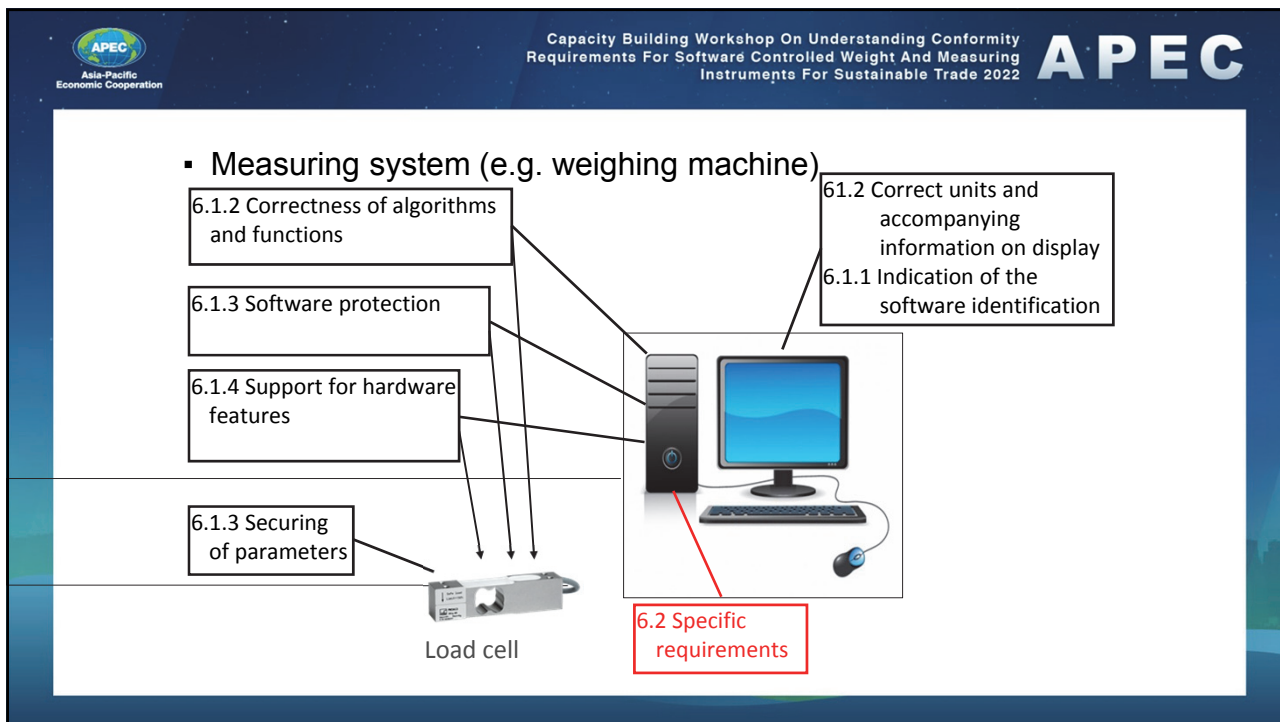 APEC
Asia-Pacific
Economic Cooperation
Capacity Building Workshop On Understanding Conformity
Requirements For Software Controlled Weight And Measuring
Instruments For Sustainable Trade 2022
APEC
▪ Measuring system (e.g. weighing machine)
6.1.2 Correctness of algorithms
and functions
61.2 Correct units and
accompanying
information on display
6.1.1 Indication of the
software identification
6.1.3 Software protection
6.1.4 Support for hardware
features
6.1.3 Securing
of parameters
Load cell
6.2 Specific
requirements